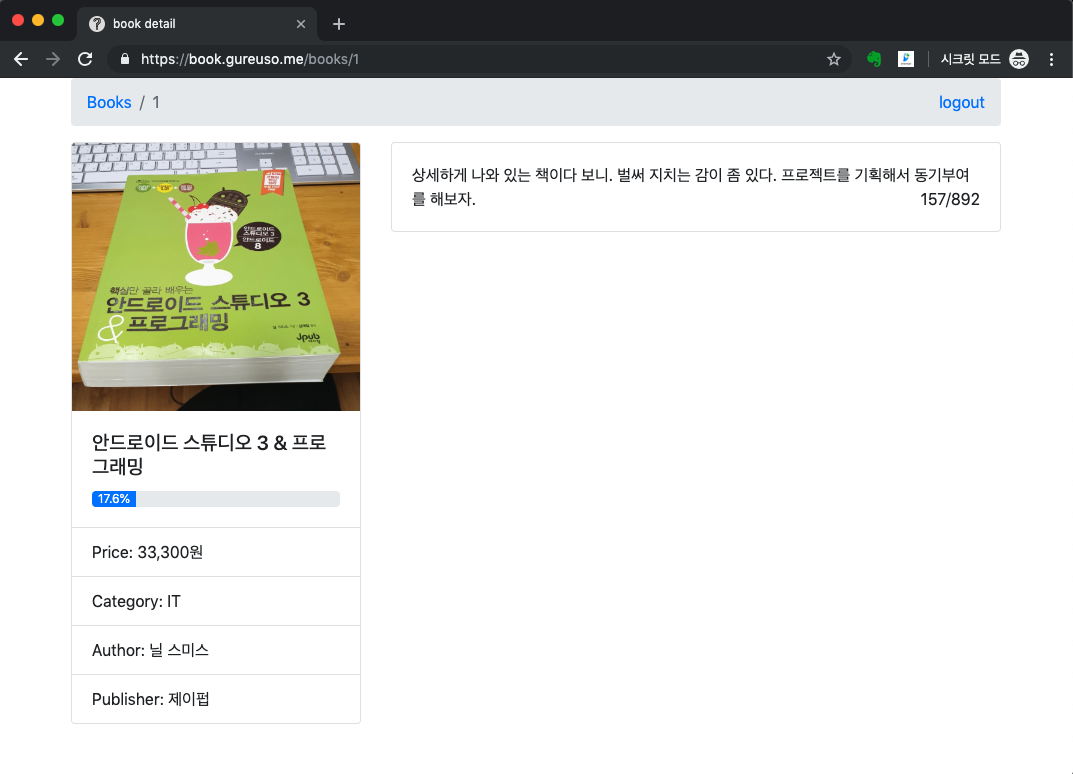 book detail
https://book.gureuso.me/books/1
시크릿 모드
Books / 1
logout
안드로이드
스튜디오 3
안드로이드
8
핵심만 골라 배우는
안드로이드 스튜디오 3
&프로그래밍
Jpub
안드로이드 스튜디오 3 & 프로
그래밍
17.6%
Price: 33,300원
Category: IT
Author: 닐 스미스
Publisher: 제이펍
상세하게 나와 있는 책이다 보니. 벌써 지치는 감이 좀 있다. 프로젝트를 기획해서 동기부여
를 해보자.
157/892